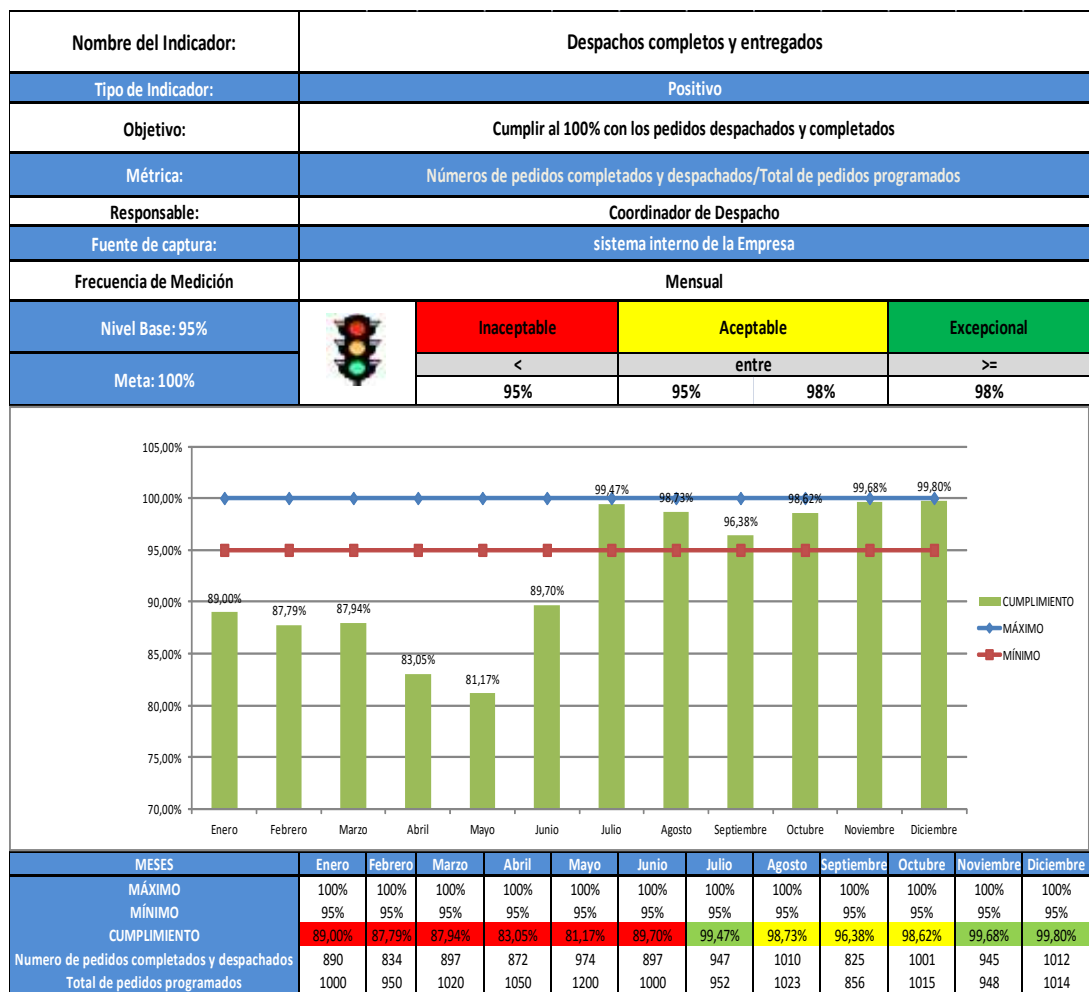 Nombre del Indicador: Despachos completos y entregados
Tipo de Indicador: Positivo
Objetivo: Cumplir al 100% con los pedidos despachados y completados
Métrica: Números de pedidos completados y despachados/Total de pedidos programados
Responsable: Coordinador de Despacho
Fuente de captura: sistema interno de la Empresa
Frecuencia de Medición Mensual
Nivel Base: 95% Inaceptable Aceptable Excepcional
Meta: 100% < entre >=
95% 95% 98% 98%
105,00%
100,00%
95,00%
90,00%
85,00%
80,00%
75,00%
70,00%
89,00% 87,79% 87,94% 83,05% 81,17% 89,70% 99,47% 98,73% 96,38% 98,62% 99,68% 99,80%
Enero Febrero Marzo Abril Mayo Junio Julio Agosto Septiembre Octubre Noviembre Diciembre
CUMPLIMIENTO
MÁXIMO
MÍNIMO
MESES Enero Febrero Marzo Abril Mayo Junio Julio Agosto Septiembre Octubre Noviembre Diciembre
MÁXIMO 100% 100% 100% 100% 100% 100% 100% 100% 100% 100% 100% 100%
MÍNIMO 95% 95% 95% 95% 95% 95% 95% 95% 95% 95% 95% 95%
CUMPLIMIENTO 89,00% 87,79% 87,94% 83,05% 81,17% 89,70% 99,47% 98,73% 96,38% 98,62% 99,68% 99,80%
Numero de pedidos completados y despachados 890 834 897 872 974 897 947 1010 825 1001 945 1012
Total de pedidos programados 1000 950 1020 1050 1200 1000 952 1023 856 1015 948 1014